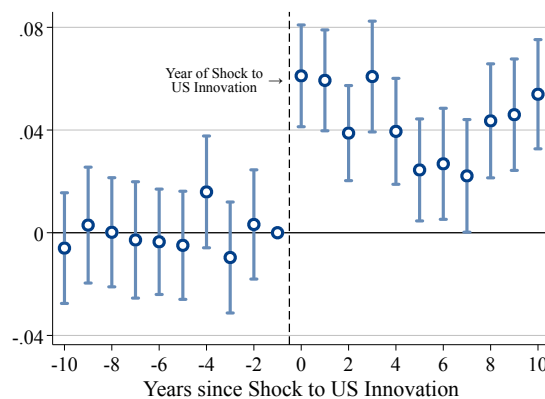 .08
Year of Shock to →
US Innovation
.04
0
-.04
-10 -8 -6 -4 -2 0 2 4 6 8 10
Years since Shock to US Innovation